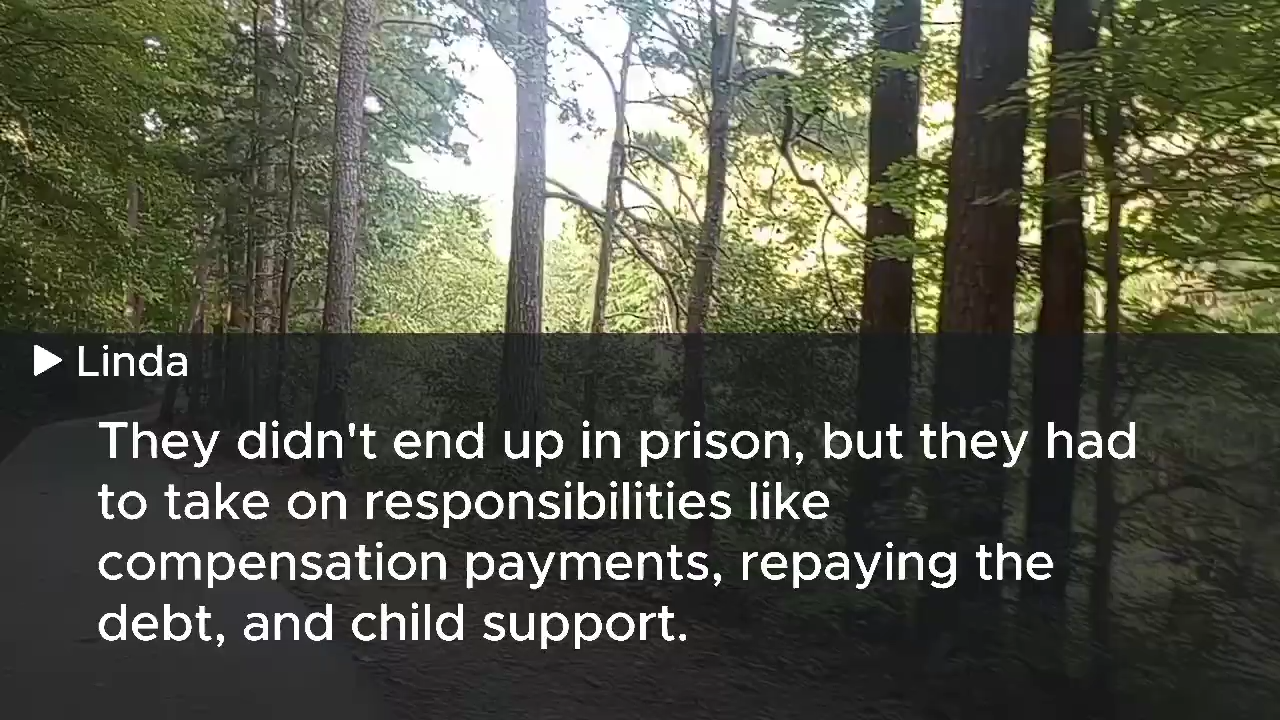 Linda
They didn't end up in prison, but they had
to take on responsibilities like
compensation payments, repaying the
debt, and child support.